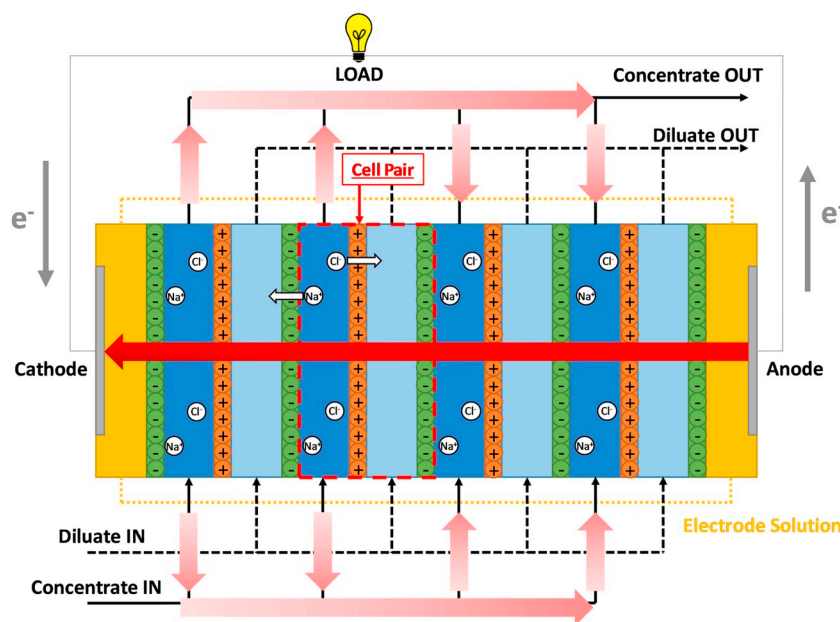 LOAD
Concentrate OUT
Diluate OUT
Cell Pair
e⁻
e⁻
Cl⁻ Cl⁻ Cl⁻ Cl⁻
Na⁺ Na⁺ Na⁺ Na⁺
Cathode
Anode
Cl⁻ Cl⁻ Cl⁻ Cl⁻
Na⁺ Na⁺ Na⁺ Na⁺
Electrode Solution
Diluate IN
Concentrate IN